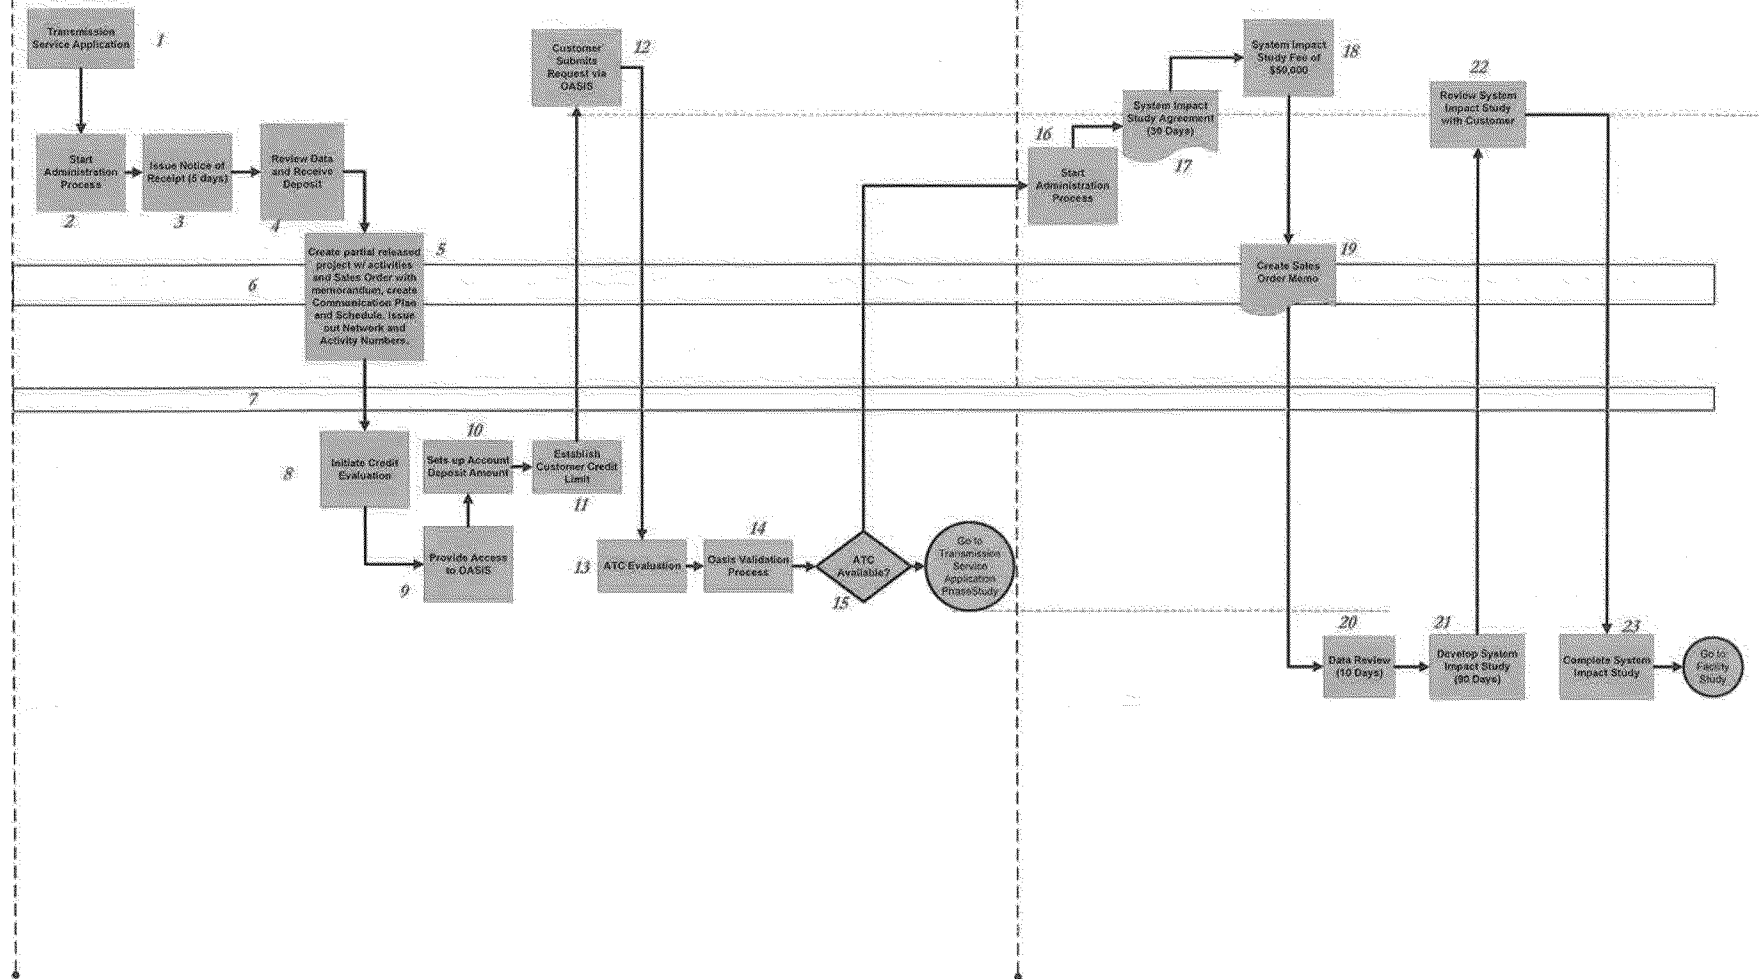 Transmission
Service Application
1
Start
Administration
Process
2
Issue Notice of
Receipt (5 days)
3
Review Data
and Receive
Deposit
4
Create partial released
project w/ activities
and Sales Order with
memorandum, create
Communication Plan
and Schedule. Issue
out Network and
Activity Numbers.
5
6
7
Initiate Credit
Evaluation
8
Provide Access
to OASIS
9
10
Sets up Account
Deposit Amount
Establish
Customer Credit
Limit
11
Customer
Submits
Request via
OASIS
12
13
ATC Evaluation
14
Oasis Validation
Process
ATC
Available?
15
Go to
Transmission
Service
Application
PhaseStudy
16
Start
Administration
Process
System Impact
Study Agreement
(30 Days)
17
System Impact
Study Fee of
$50,000
18
19
Create Sales
Order Memo
20
Data Review
(10 Days)
21
Develop System
Impact Study
(90 Days)
22
Review System
Impact Study
with Customer
23
Complete System
Impact Study
Go to
Facility
Study